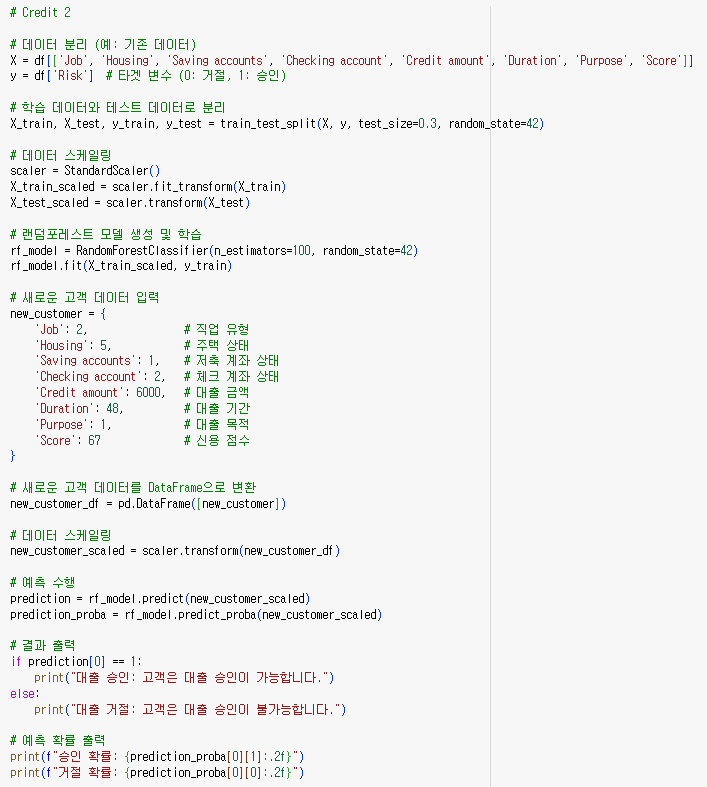 # Credit 2
# 데이터 분리 (예: 기존 데이터)
X = df[['Job', 'Housing', 'Saving accounts', 'Checking account', 'Credit amount', 'Duration', 'Purpose', 'Score']]
y = df['Risk']  # 타겟 변수 (0: 거절, 1: 승인)
# 학습 데이터와 테스트 데이터로 분리
X_train, X_test, y_train, y_test = train_test_split(X, y, test_size=0.3, random_state=42)
# 데이터 스케일링
scaler = StandardScaler()
X_train_scaled = scaler.fit_transform(X_train)
X_test_scaled = scaler.transform(X_test)
# 랜덤포레스트 모델 생성 및 학습
rf_model = RandomForestClassifier(n_estimators=100, random_state=42)
rf_model.fit(X_train_scaled, y_train)
# 새로운 고객 데이터 입력
new_customer = {
    'Job': 2,                # 직업 유형
    'Housing': 5,            # 주택 상태
    'Saving accounts': 1,    # 저축 계좌 상태
    'Checking account': 2,   # 체크 계좌 상태
    'Credit amount': 6000,   # 대출 금액
    'Duration': 48,          # 대출 기간
    'Purpose': 1,            # 대출 목적
    'Score': 67              # 신용 점수
}
# 새로운 고객 데이터를 DataFrame으로 변환
new_customer_df = pd.DataFrame([new_customer])
# 데이터 스케일링
new_customer_scaled = scaler.transform(new_customer_df)
# 예측 수행
prediction = rf_model.predict(new_customer_scaled)
prediction_proba = rf_model.predict_proba(new_customer_scaled)
# 결과 출력
if prediction[0] == 1:
    print("대출 승인: 고객은 대출 승인이 가능합니다.")
else:
    print("대출 거절: 고객은 대출 승인이 불가능합니다.")
# 예측 확률 출력
print(f"승인 확률: {prediction_proba[0][1]:.2f}")
print(f"거절 확률: {prediction_proba[0][0]:.2f}")